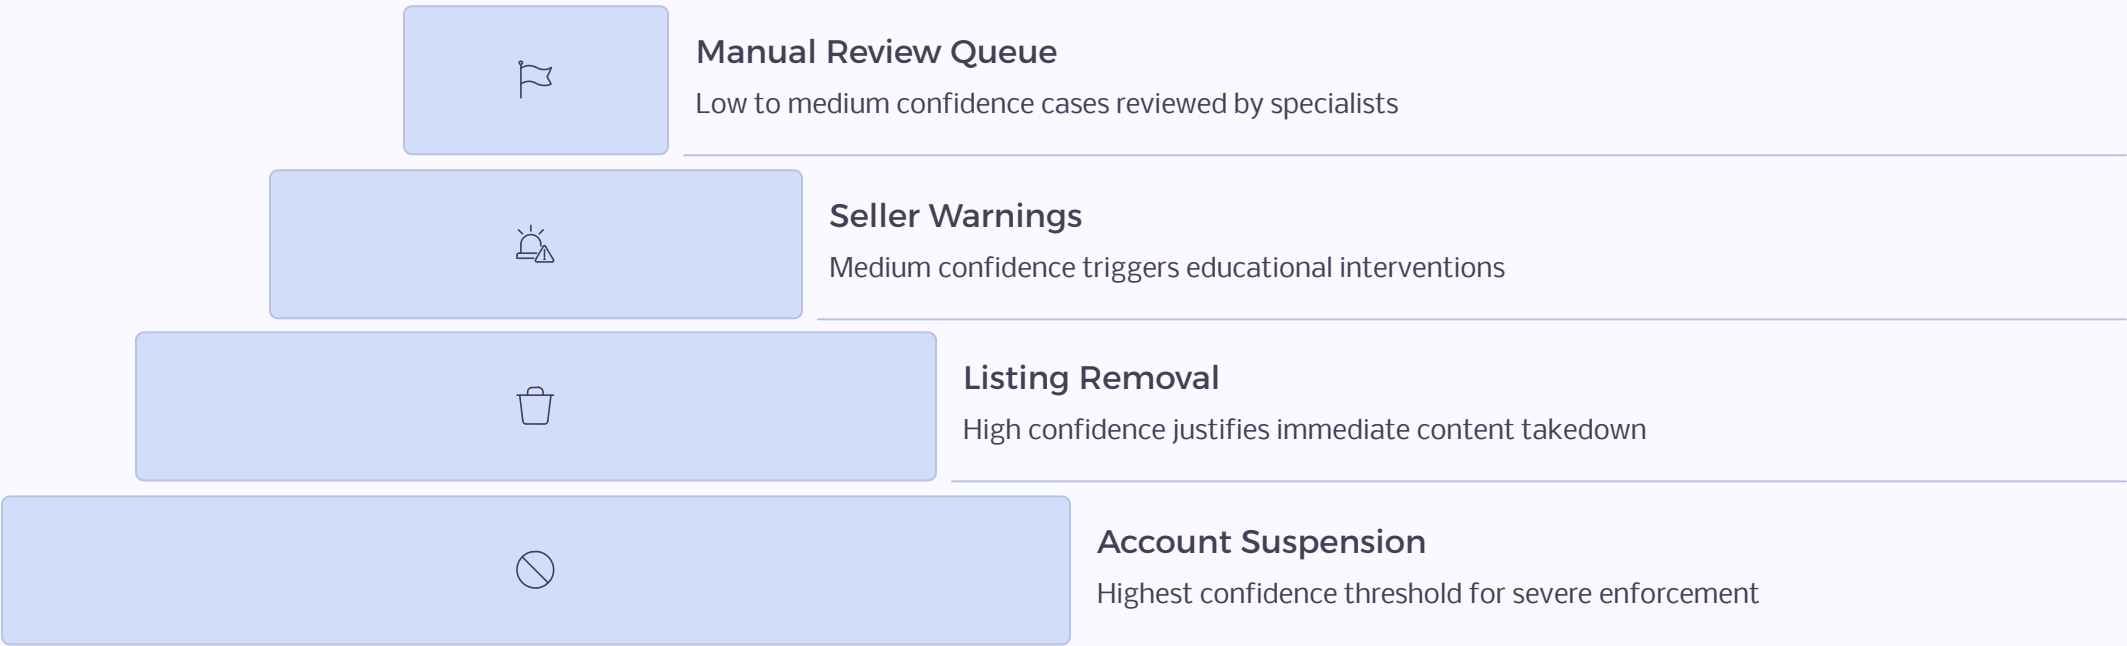 Manual Review Queue
Low to medium confidence cases reviewed by specialists
Seller Warnings
Medium confidence triggers educational interventions
Listing Removal
High confidence justifies immediate content takedown
Account Suspension
Highest confidence threshold for severe enforcement